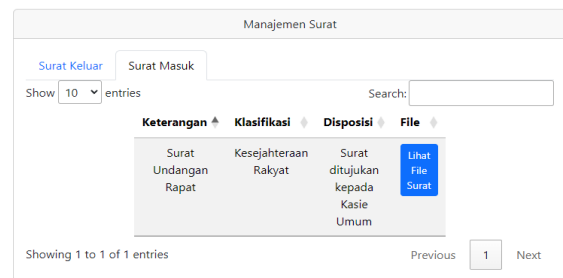 Manajemen Surat
Surat Keluar Surat Masuk
Show 10 entries Search:
Keterangan Klasifikasi Disposisi File
Surat Kesejahteraan Surat Lihat
Undangan Rakyat ditujukan File
Rapat kepada Surat
Kasie
Umum
Showing 1 to 1 of 1 entries Previous 1 Next